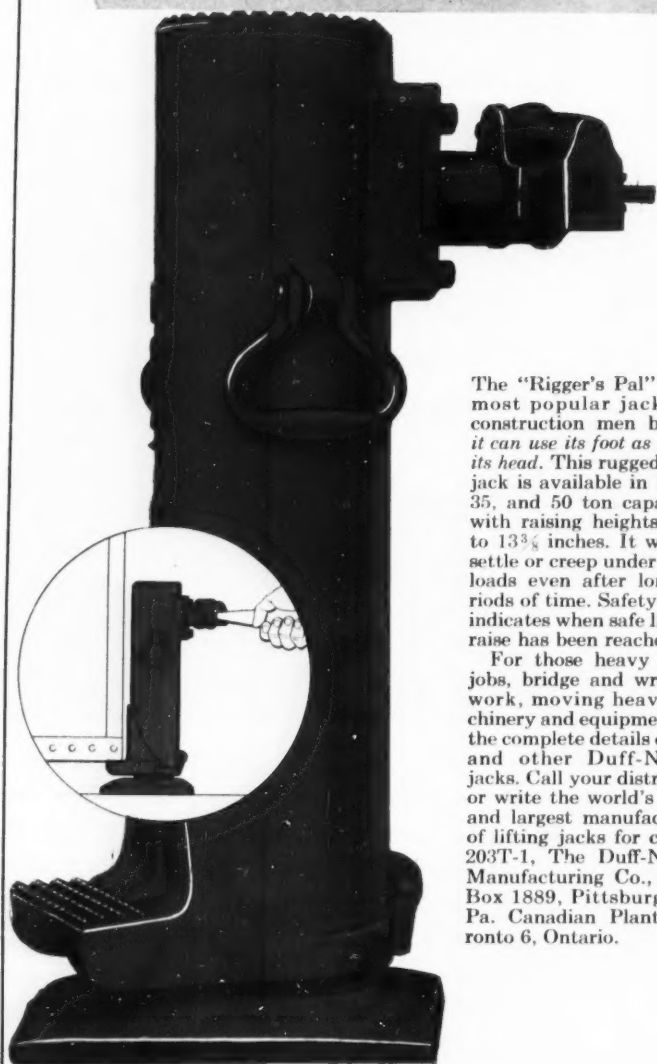 The “Rigger’s Pal”
most popular jack
construction men b
it can use its foot as
its head. This rugged
jack is available in
35, and 50 ton capa
with raising heights
to 13⅜ inches. It w
settle or creep under
loads even after lon
riods of time. Safety
indicates when safe l
raise has been reache
For those heavy
jobs, bridge and wr
work, moving heav
chinery and equipme
the complete details o
and other Duff-N
jacks. Call your distr
or write the world’s
and largest manufac
of lifting jacks for c
203T-1, The Duff-N
Manufacturing Co.,
Box 1889, Pittsburg
Pa. Canadian Plant
ronto 6, Ontario.